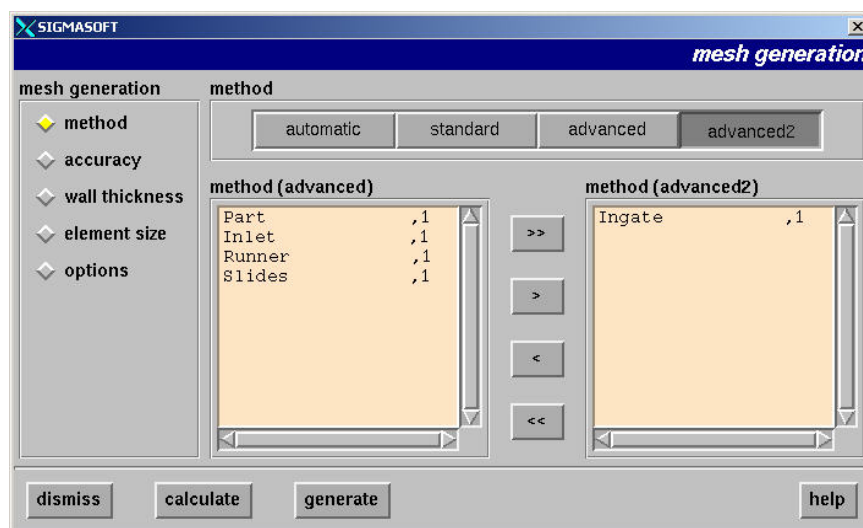 SIGMASOFT
mesh generation
mesh generation
method
accuracy
wall thickness
element size
options
method
automatic standard advanced advanced2
method (advanced)
Part ,1
Inlet ,1
Runner ,1
Slides ,1
>>
>
<
<<
method (advanced2)
Ingate ,1
dismiss calculate generate help